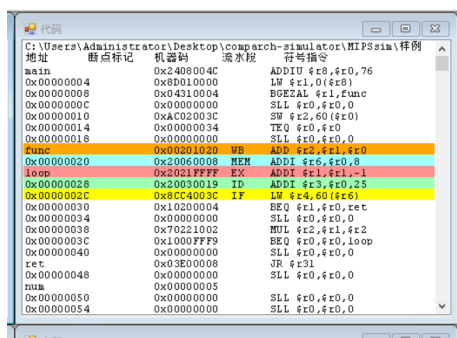 代码
C:\Users\Administrator\Desktop\comparch-simulator\MIPSsim\样例
地址 断点标记 机器码 流水段 符号指令
main 0x2408004C ADDIU $r8,$r0,76
0x00000004 0x8D010000 LW $r1,0($r8)
0x00000008 0x04310004 BGEZAL $r1,func
0x0000000C 0x00000000 SLL $r0,$r0,0
0x00000010 0xAC02003C SW $r2,60($r0)
0x00000014 0x00000034 TEQ $r0,$r0
0x00000018 0x00000000 SLL $r0,$r0,0
func 0x00201020 WB ADD $r2,$r1,$r0
0x00000020 0x20060008 MEM ADDI $r6,$r0,8
loop 0x2021FFFF EX ADDI $r1,$r1,-1
0x00000028 0x20030019 ID ADDI $r3,$r0,25
0x0000002C 0x8CC4003C IF LW $r4,60($r6)
0x00000030 0x10200004 BEQ $r1,$r0,ret
0x00000034 0x00000000 SLL $r0,$r0,0
0x00000038 0x70221002 MUL $r2,$r1,$r2
0x0000003C 0x1000FFF9 BEQ $r0,$r0,loop
0x00000040 0x00000000 SLL $r0,$r0,0
ret 0x03E00008 JR $r31
0x00000048 0x00000000 SLL $r0,$r0,0
num 0x00000005
0x00000050 0x00000000 SLL $r0,$r0,0
0x00000054 0x00000000 SLL $r0,$r0,0